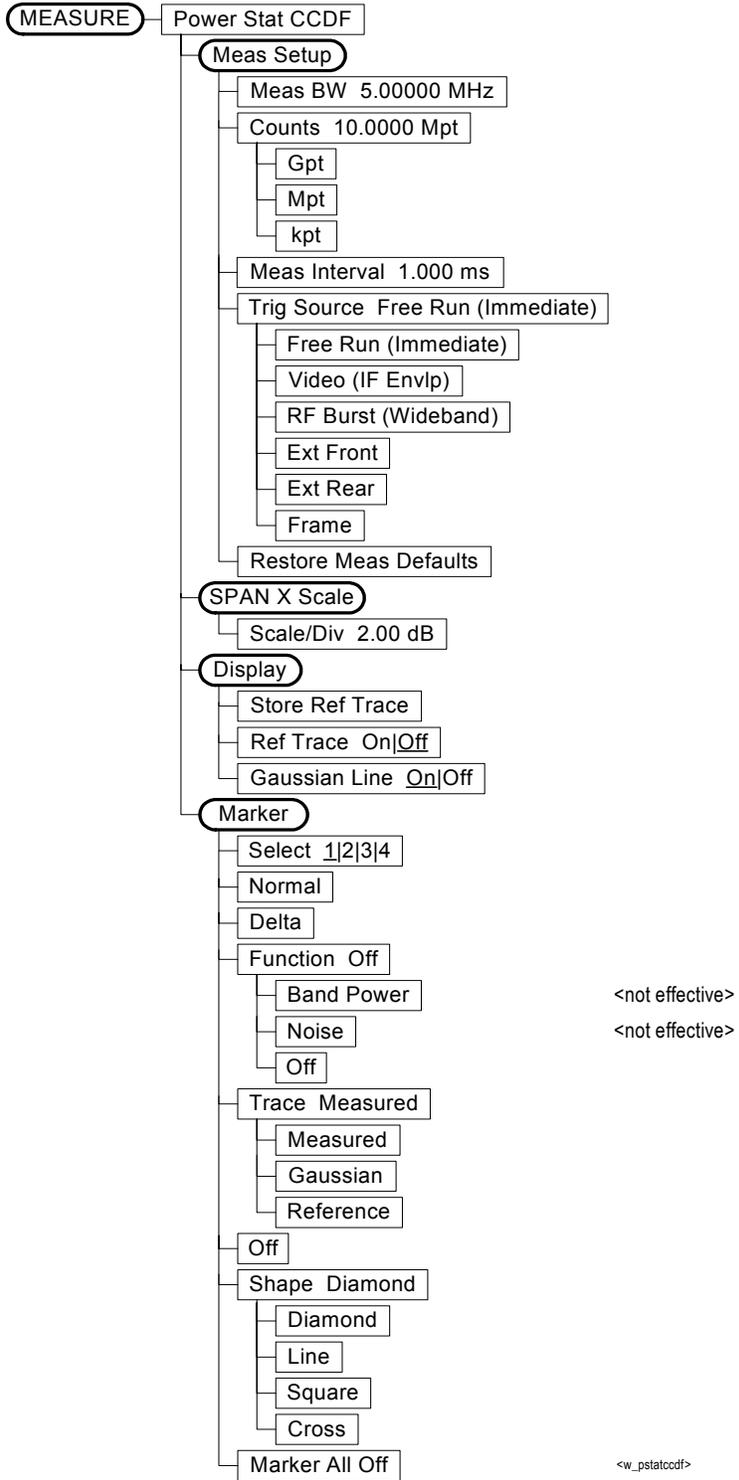 MEASURE Power Stat CCDF
Meas Setup
Meas BW 5.00000 MHz
Counts 10.0000 Mpt
Gpt
Mpt
kpt
Meas Interval 1.000 ms
Trig Source Free Run (Immediate)
Free Run (Immediate)
Video (IF Envlp)
RF Burst (Wideband)
Ext Front
Ext Rear
Frame
Restore Meas Defaults
SPAN X Scale
Scale/Div 2.00 dB
Display
Store Ref Trace
Ref Trace On|Off
Gaussian Line On|Off
Marker
Select 1|2|3|4
Normal
Delta
Function Off
Band Power <not effective>
Noise <not effective>
Off
Trace Measured
Measured
Gaussian
Reference
Off
Shape Diamond
Diamond
Line
Square
Cross
Marker All Off <w_pstatccdf>